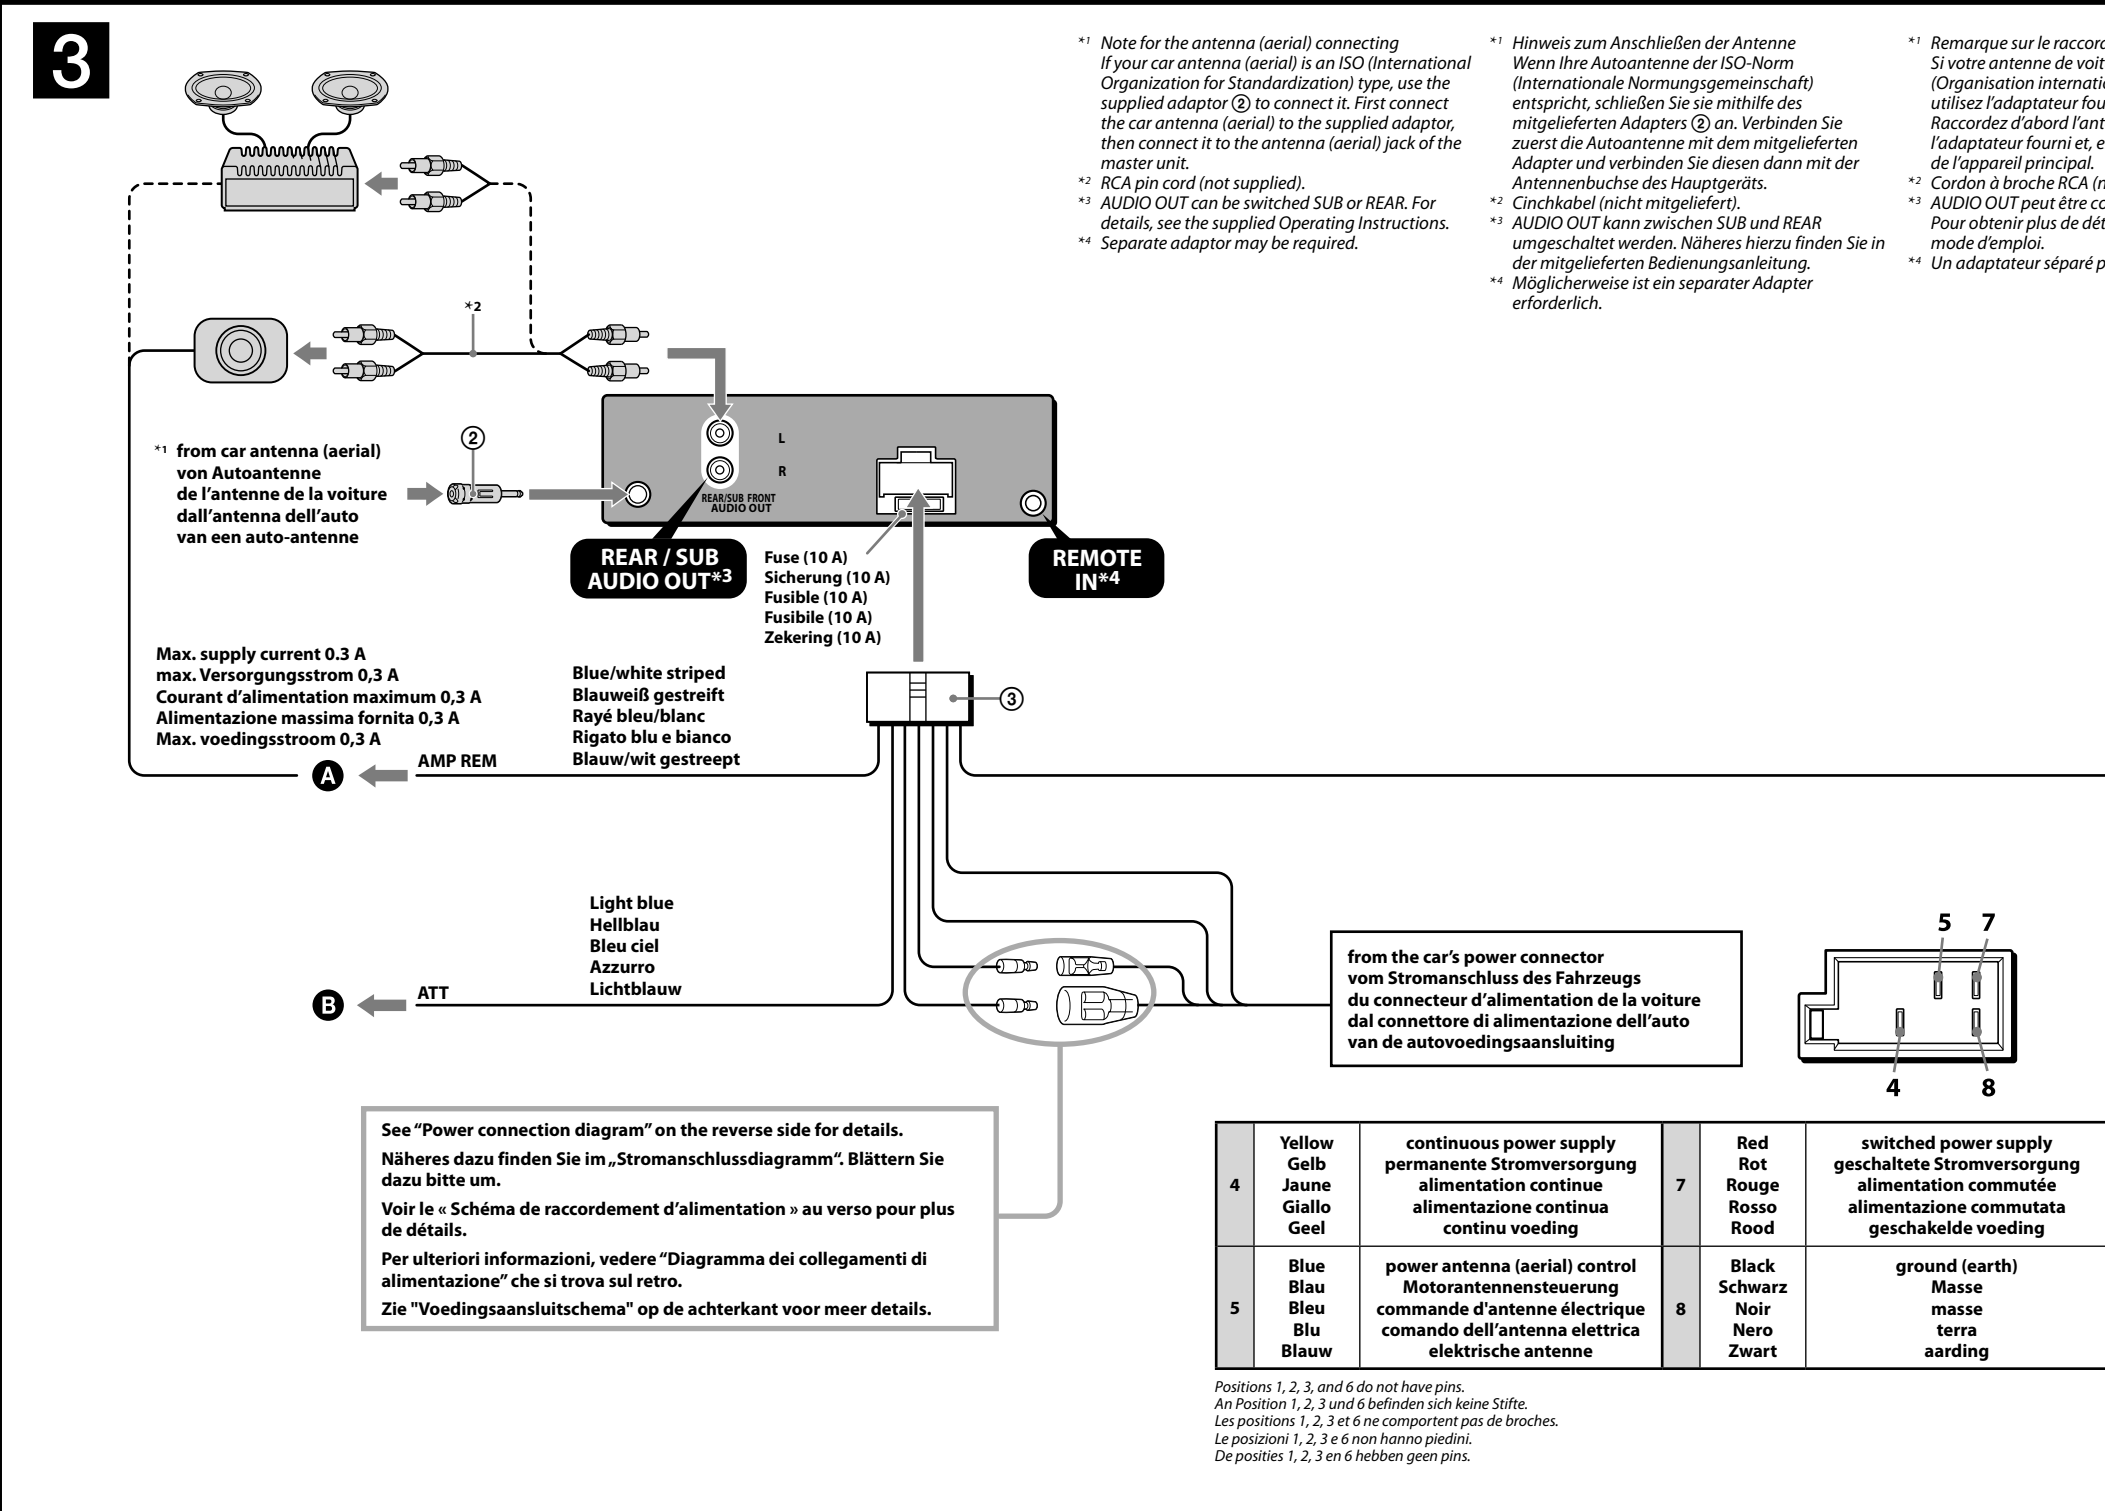 3
*1 Note for the antenna (aerial) connecting
If your car antenna (aerial) is an ISO (International
Organization for Standardization) type, use the
supplied adaptor ② to connect it. First connect
the car antenna (aerial) to the supplied adaptor,
then connect it to the antenna (aerial) jack of the
master unit.
*2 RCA pin cord (not supplied).
*3 AUDIO OUT can be switched SUB or REAR. For
details, see the supplied Operating Instructions.
*4 Separate adaptor may be required.
*1 Hinweis zum Anschließen der Antenne
Wenn Ihre Autoantenne der ISO-Norm
(Internationale Normungsgemeinschaft)
entspricht, schließen Sie sie mithilfe des
mitgelieferten Adapters ② an. Verbinden Sie
zuerst die Autoantenne mit dem mitgelieferten
Adapter und verbinden Sie diesen dann mit der
Antennenbuchse des Hauptgeräts.
*2 Cinchkabel (nicht mitgeliefert).
*3 AUDIO OUT kann zwischen SUB und REAR
umgeschaltet werden. Näheres hierzu finden Sie in
der mitgelieferten Bedienungsanleitung.
*4 Möglicherweise ist ein separater Adapter
erforderlich.
*1 Remarque sur le
Si votre antenne de
(Organisation
utilisez l'adaptateur
Raccordez d'abord
l'adaptateur fourni et,
de l'appareil principal.
*2 Cordon à broche RCA
*3 AUDIO OUT peut être
Pour obtenir plus de
mode d'emploi.
*4 Un adaptateur séparé
*2
*1 from car antenna (aerial)
von Autoantenne
de l'antenne de la voiture
dall'antenna dell'auto
van een auto-antenne
②
L
R
REAR/SUB FRONT
AUDIO OUT
REAR / SUB
AUDIO OUT*3
Fuse (10 A)
Sicherung (10 A)
Fusible (10 A)
Fusibile (10 A)
Zekering (10 A)
REMOTE
IN*4
Max. supply current 0.3 A
max. Versorgungsstrom 0,3 A
Courant d'alimentation maximum 0,3 A
Alimentazione massima fornita 0,3 A
Max. voedingsstroom 0,3 A
Blue/white striped
Blauweiß gestreift
Rayé bleu/blanc
Rigato blu e bianco
Blauw/wit gestreept
③
A
AMP REM
Light blue
Hellblau
Bleu ciel
Azzurro
Lichtblauw
B
ATT
from the car's power connector
vom Stromanschluss des Fahrzeugs
du connecteur d'alimentation de la voiture
dal connettore di alimentazione dell'auto
van de autovoedingsaansluiting
5 7
4 8
See "Power connection diagram" on the reverse side for details.
Näheres dazu finden Sie im „Stromanschlussdiagramm“. Blättern Sie
dazu bitte um.
Voir le « Schéma de raccordement d'alimentation » au verso pour plus
de détails.
Per ulteriori informazioni, vedere "Diagramma dei collegamenti di
alimentazione" che si trova sul retro.
Zie "Voedingsaansluitschema" op de achterkant voor meer details.
4
Yellow
Gelb
Jaune
Giallo
Geel
continuous power supply
permanente Stromversorgung
alimentation continue
alimentazione continua
continu voeding
7
Red
Rot
Rouge
Rosso
Rood
switched power supply
geschaltete Stromversorgung
alimentation commutée
alimentazione commutata
geschakelde voeding
5
Blue
Blau
Bleu
Blu
Blauw
power antenna (aerial) control
Motorantennensteuerung
commande d'antenne électrique
comando dell'antenna elettrica
elektrische antenne
8
Black
Schwarz
Noir
Nero
Zwart
ground (earth)
Masse
masse
terra
aarding
Positions 1, 2, 3, and 6 do not have pins.
An Position 1, 2, 3 und 6 befinden sich keine Stifte.
Les positions 1, 2, 3 et 6 ne comportent pas de broches.
Le posizioni 1, 2, 3 e 6 non hanno piedini.
De posities 1, 2, 3 en 6 hebben geen pins.